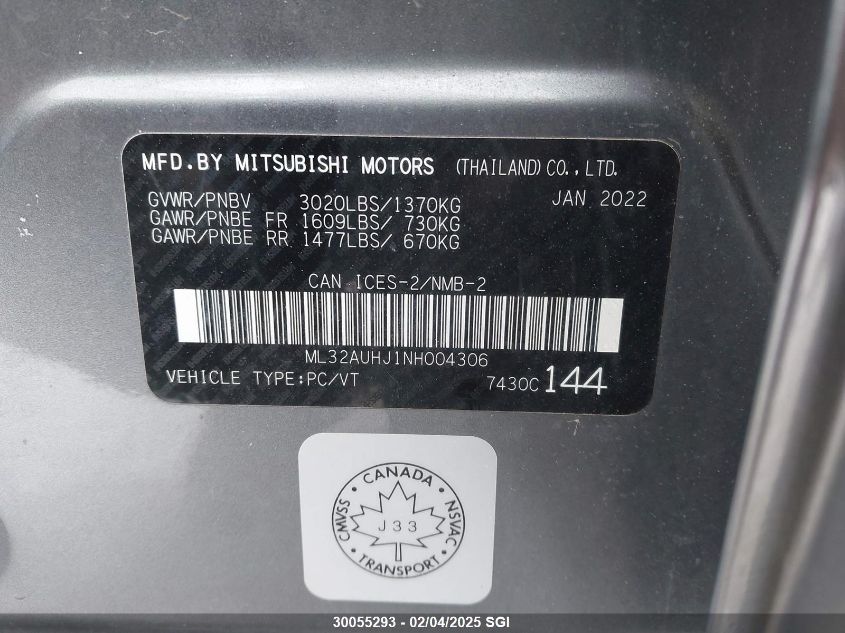 MFD.BY MITSUBISHI MOTORS (THAILAND) CO., LTD.
GVWR/PNBV 3020LBS/1370KG JAN 2022
GAWR/PNBE FR 1609LBS/ 730KG
GAWR/PNBE RR 1477LBS/ 670KG
CAN ICES-2/NMB-2
ML32AUHJ1NH004306
VEHICLE TYPE:PC/VT 7430C 144
CANADA
CMVSS
NSVAC
J33
TRANSPORT
30055293 - 02/04/2025 SGI